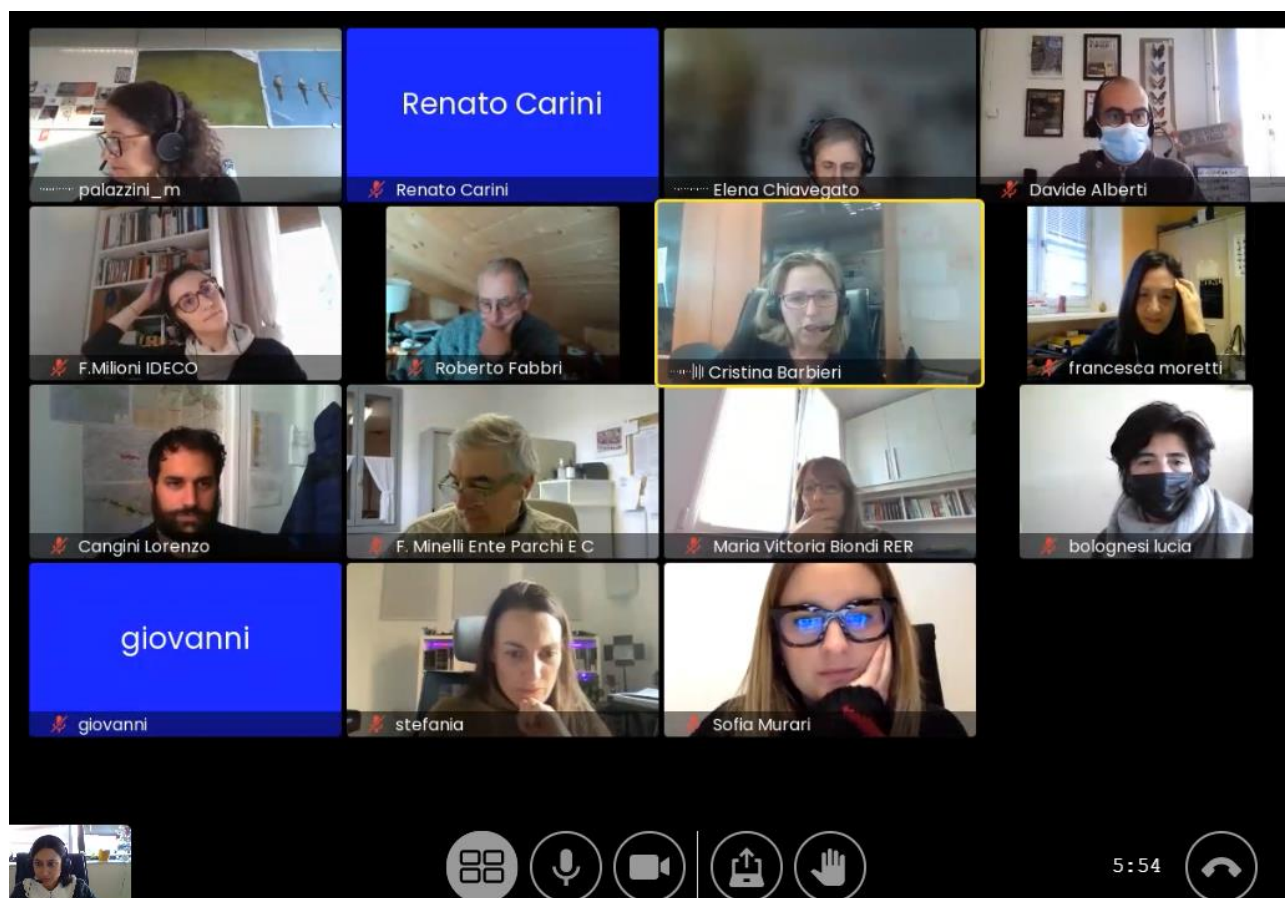 palazzini_m
Renato Carini
Renato Carini
Elena Chiavegato
Davide Alberti
F.Milioni IDECO
Roberto Fabbri
Cristina Barbieri
francesca moretti
Cangini Lorenzo
F. Minelli Ente Parchi E C
Maria Vittoria Biondi RER
bolognesi lucia
giovanni
giovanni
stefania
Sofia Murari
5:54